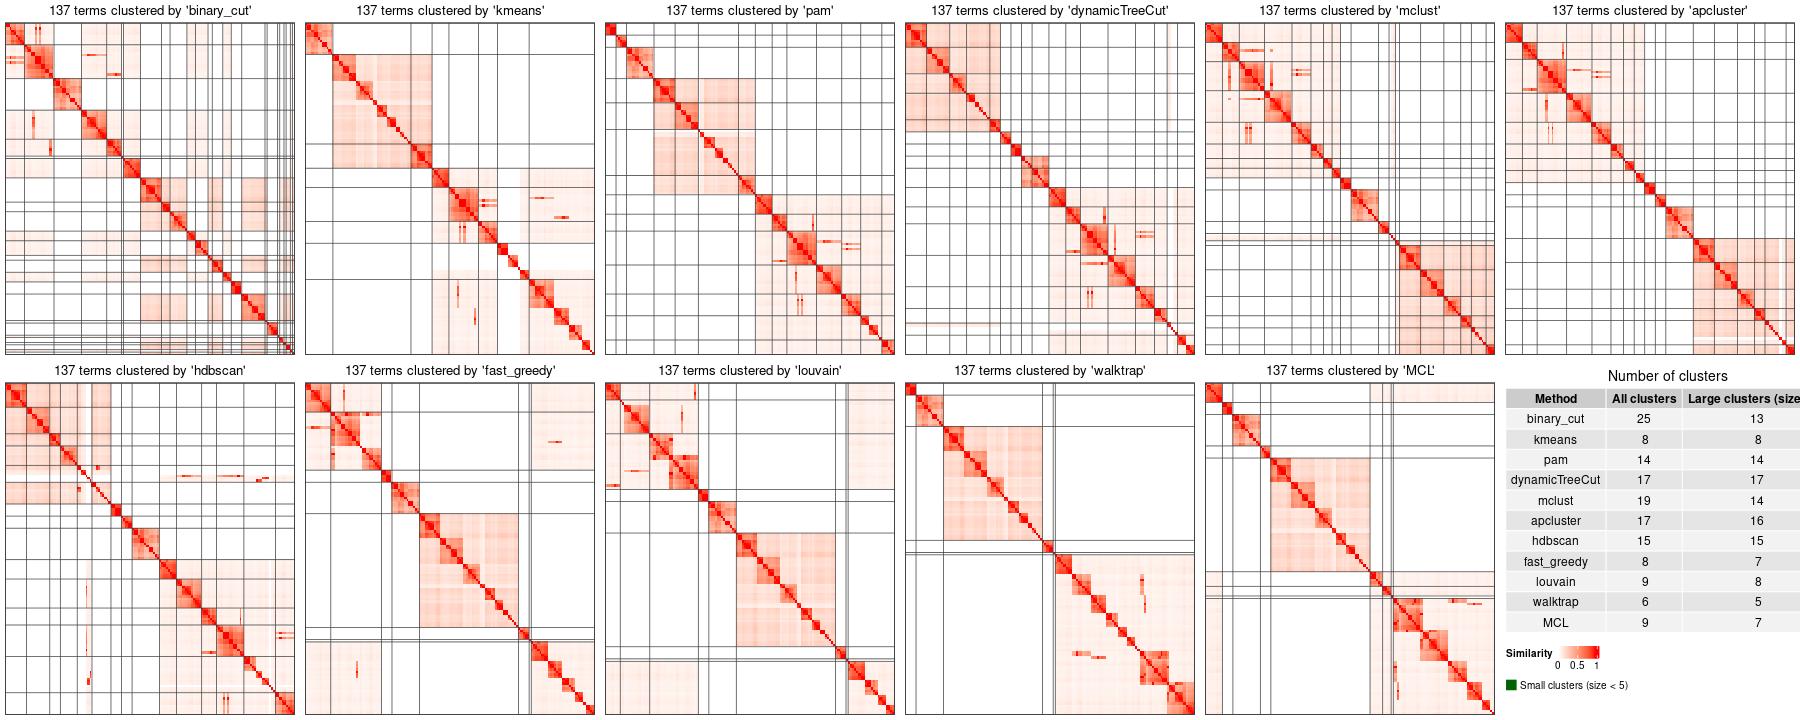 137 terms clustered by 'binary_cut'
137 terms clustered by 'kmeans'
137 terms clustered by 'pam'
137 terms clustered by 'dynamicTreeCut'
137 terms clustered by 'mclust'
137 terms clustered by 'apcluster'
137 terms clustered by 'hdbscan'
137 terms clustered by 'fast_greedy'
137 terms clustered by 'louvain'
137 terms clustered by 'walktrap'
137 terms clustered by 'MCL'
Number of clusters
Method All clusters Large clusters (size
binary_cut 25 13
kmeans 8 8
pam 14 14
dynamicTreeCut 17 17
mclust 19 14
apcluster 17 16
hdbscan 15 15
fast_greedy 8 7
louvain 9 8
walktrap 6 5
MCL 9 7
Similarity
0 0.5 1
Small clusters (size < 5)